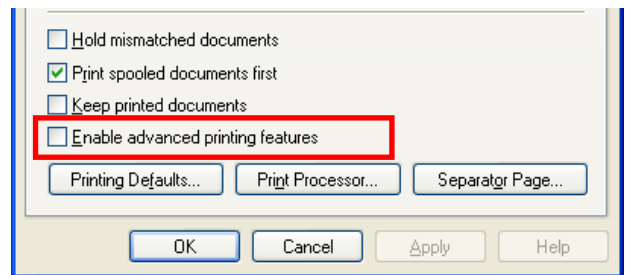 Hold mismatched documents
Print spooled documents first
Keep printed documents
Enable advanced printing features
Printing Defaults... Print Processor... Separator Page...
OK Cancel Apply Help